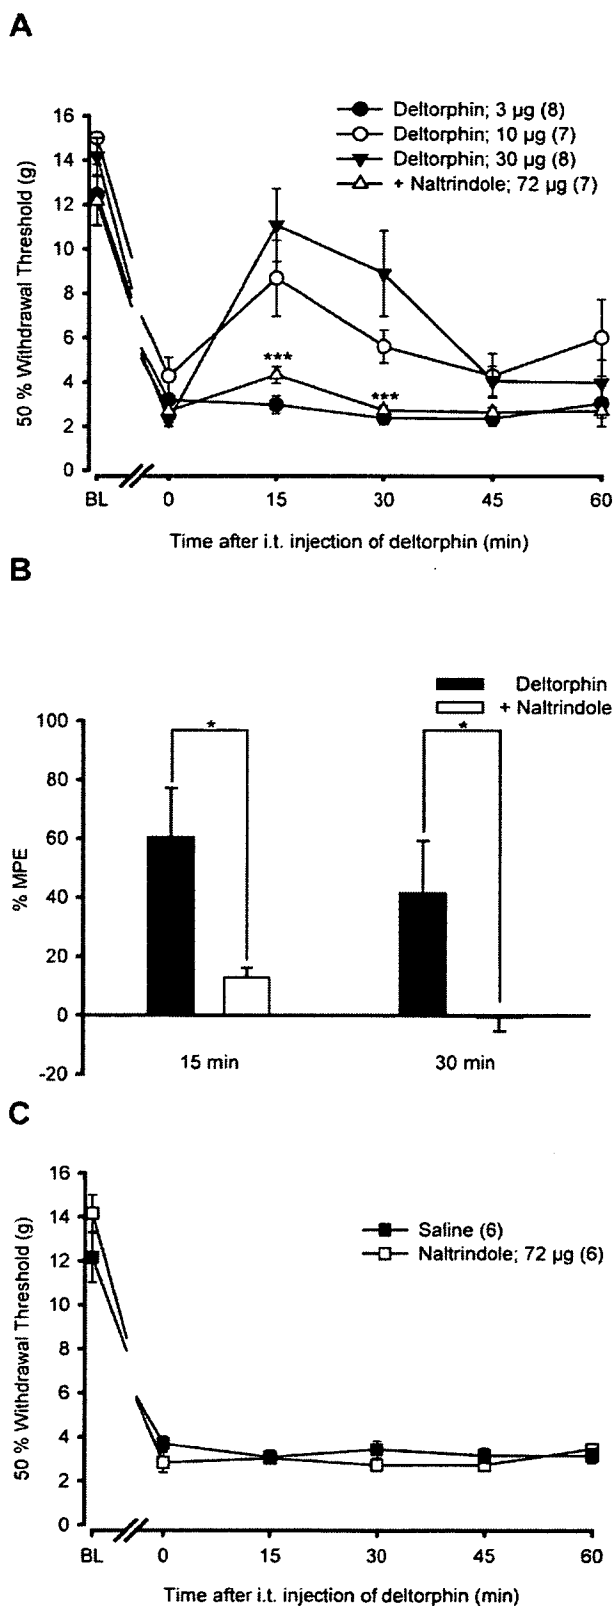 A
Deltorphin; 3 µg (8)
Deltorphin; 10 µg (7)
Deltorphin; 30 µg (8)
+ Naltrindole; 72 µg (7)
50 % Withdrawal Threshold (g)
16
14
12
10
8
6
4
2
0
***
***
BL
0
15
30
45
60
Time after i.t. injection of deltorphin (min)
B
Deltorphin
+ Naltrindole
% MPE
100
80
60
40
20
0
-20
*
*
15 min
30 min
C
Saline (6)
Naltrindole; 72 µg (6)
50 % Withdrawal Threshold (g)
16
14
12
10
8
6
4
2
0
BL
0
15
30
45
60
Time after i.t. injection of deltorphin (min)